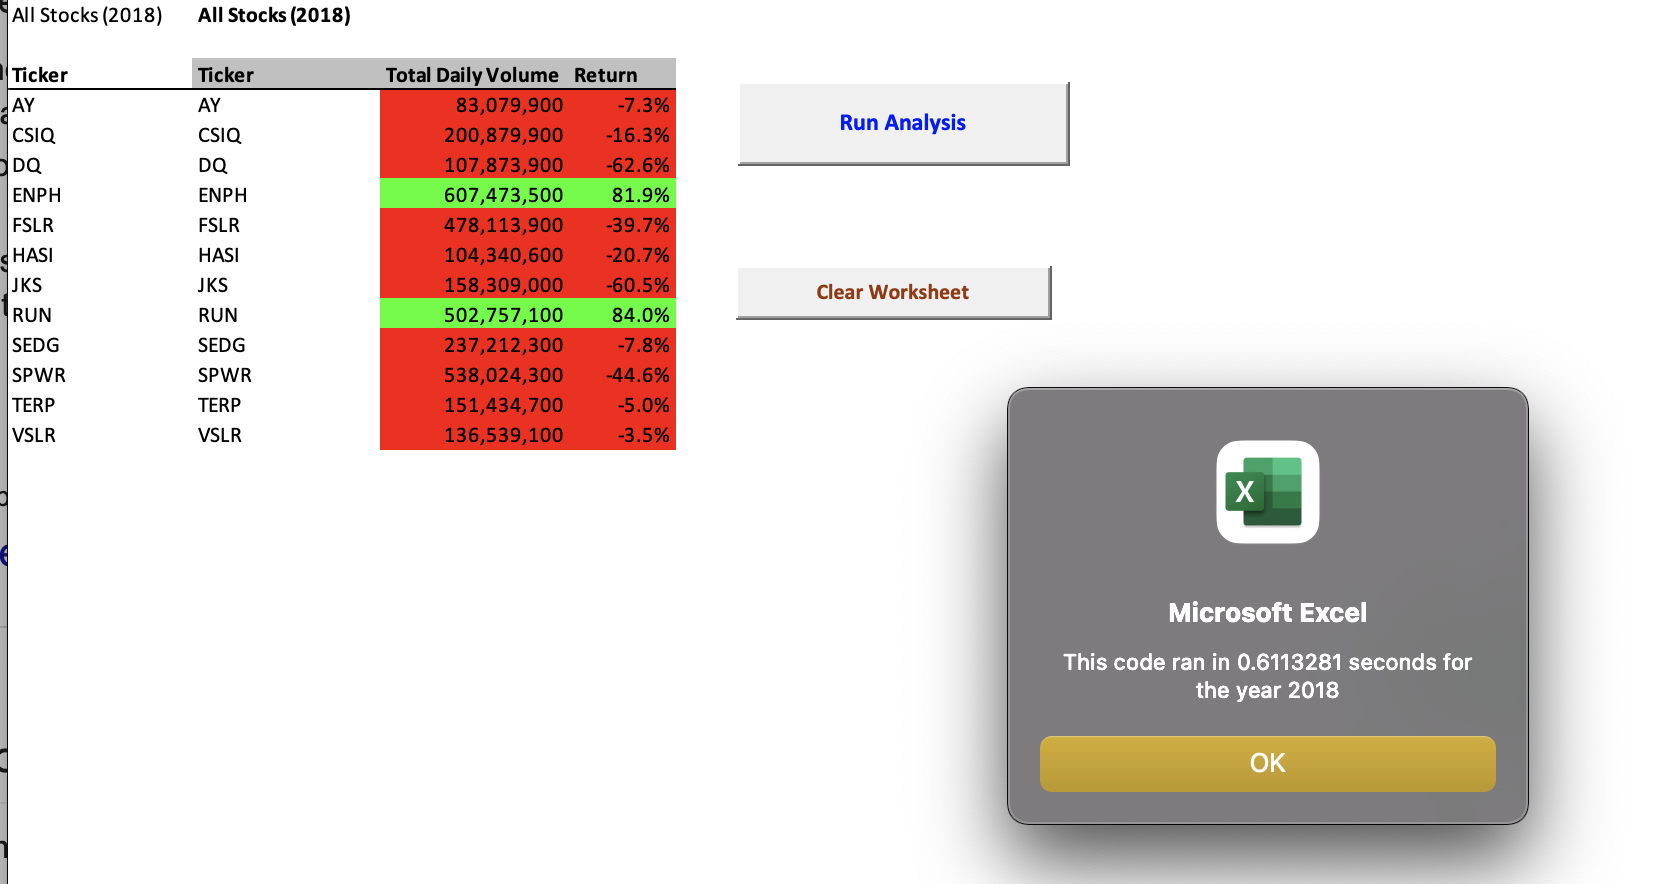 All Stocks (2018) All Stocks (2018)
Ticker Ticker Total Daily Volume Return
AY AY 83,079,900 -7.3%
CSIQ CSIQ 200,879,900 -16.3%
DQ DQ 107,873,900 -62.6%
ENPH ENPH 607,473,500 81.9%
FSLR FSLR 478,113,900 -39.7%
HASI HASI 104,340,600 -20.7%
JKS JKS 158,309,000 -60.5%
RUN RUN 502,757,100 84.0%
SEDG SEDG 237,212,300 -7.8%
SPWR SPWR 538,024,300 -44.6%
TERP TERP 151,434,700 -5.0%
VSLR VSLR 136,539,100 -3.5%
Run Analysis
Clear Worksheet
X
Microsoft Excel
This code ran in 0.6113281 seconds for
the year 2018
OK